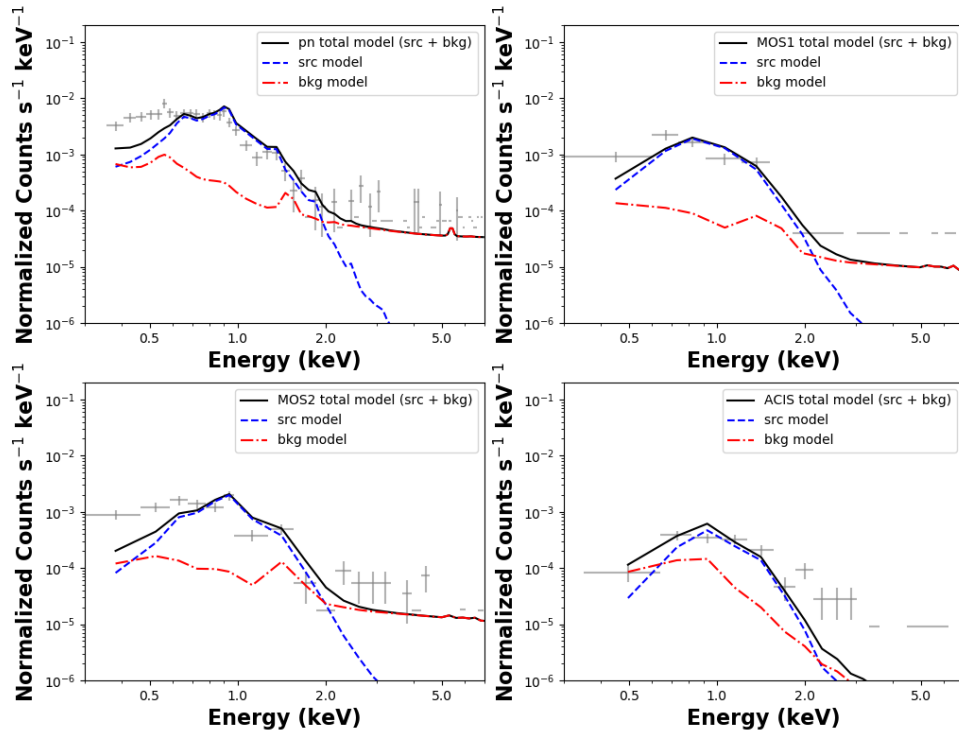 Normalized Counts s⁻¹ keV⁻¹
10⁻¹
10⁻²
10⁻³
10⁻⁴
10⁻⁵
10⁻⁶
pn total model (src + bkg)
src model
bkg model
0.5 1.0 2.0 5.0
Energy (keV)
Normalized Counts s⁻¹ keV⁻¹
10⁻¹
10⁻²
10⁻³
10⁻⁴
10⁻⁵
10⁻⁶
MOS1 total model (src + bkg)
src model
bkg model
0.5 1.0 2.0 5.0
Energy (keV)
Normalized Counts s⁻¹ keV⁻¹
10⁻¹
10⁻²
10⁻³
10⁻⁴
10⁻⁵
10⁻⁶
MOS2 total model (src + bkg)
src model
bkg model
0.5 1.0 2.0 5.0
Energy (keV)
Normalized Counts s⁻¹ keV⁻¹
10⁻¹
10⁻²
10⁻³
10⁻⁴
10⁻⁵
10⁻⁶
ACIS total model (src + bkg)
src model
bkg model
0.5 1.0 2.0 5.0
Energy (keV)